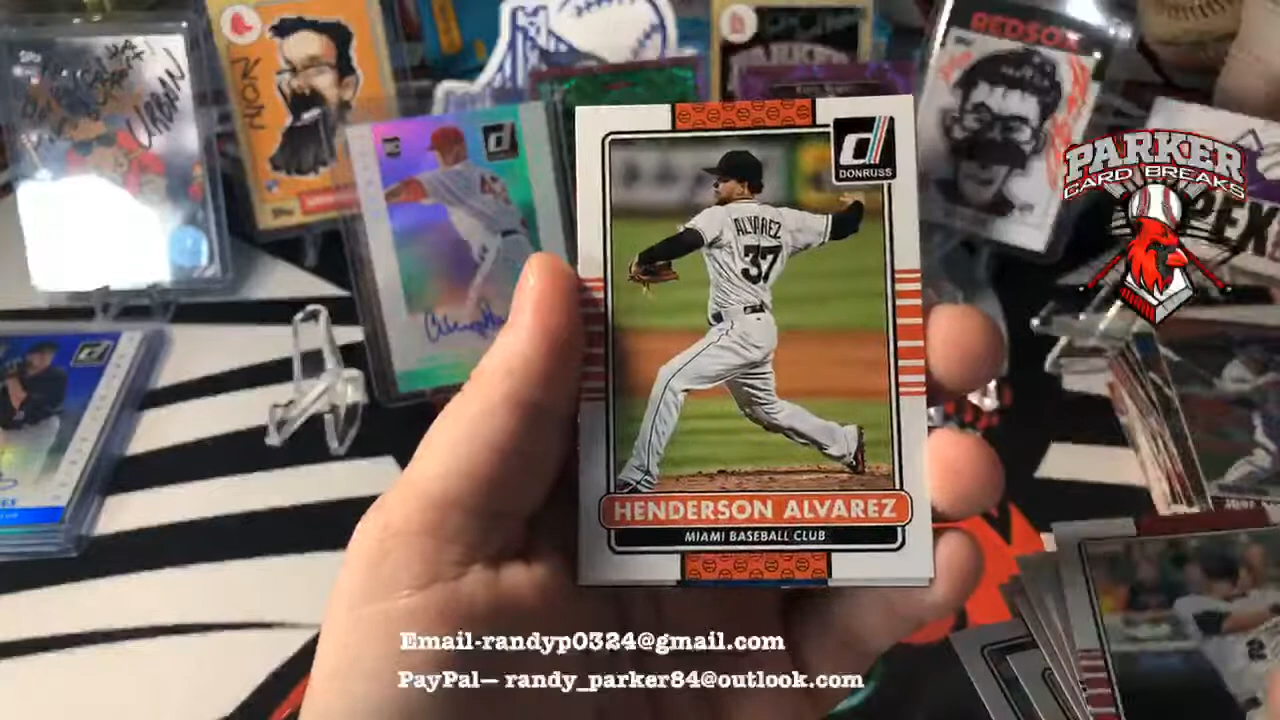 REDSOX
PARKER
CARD BREAKS
DONRUSS
ALVAREZ
37
HENDERSON ALVAREZ
MIAMI BASEBALL CLUB
Email-randyp0324@gmail.com
PayPal– randy_parker84@outlook.com